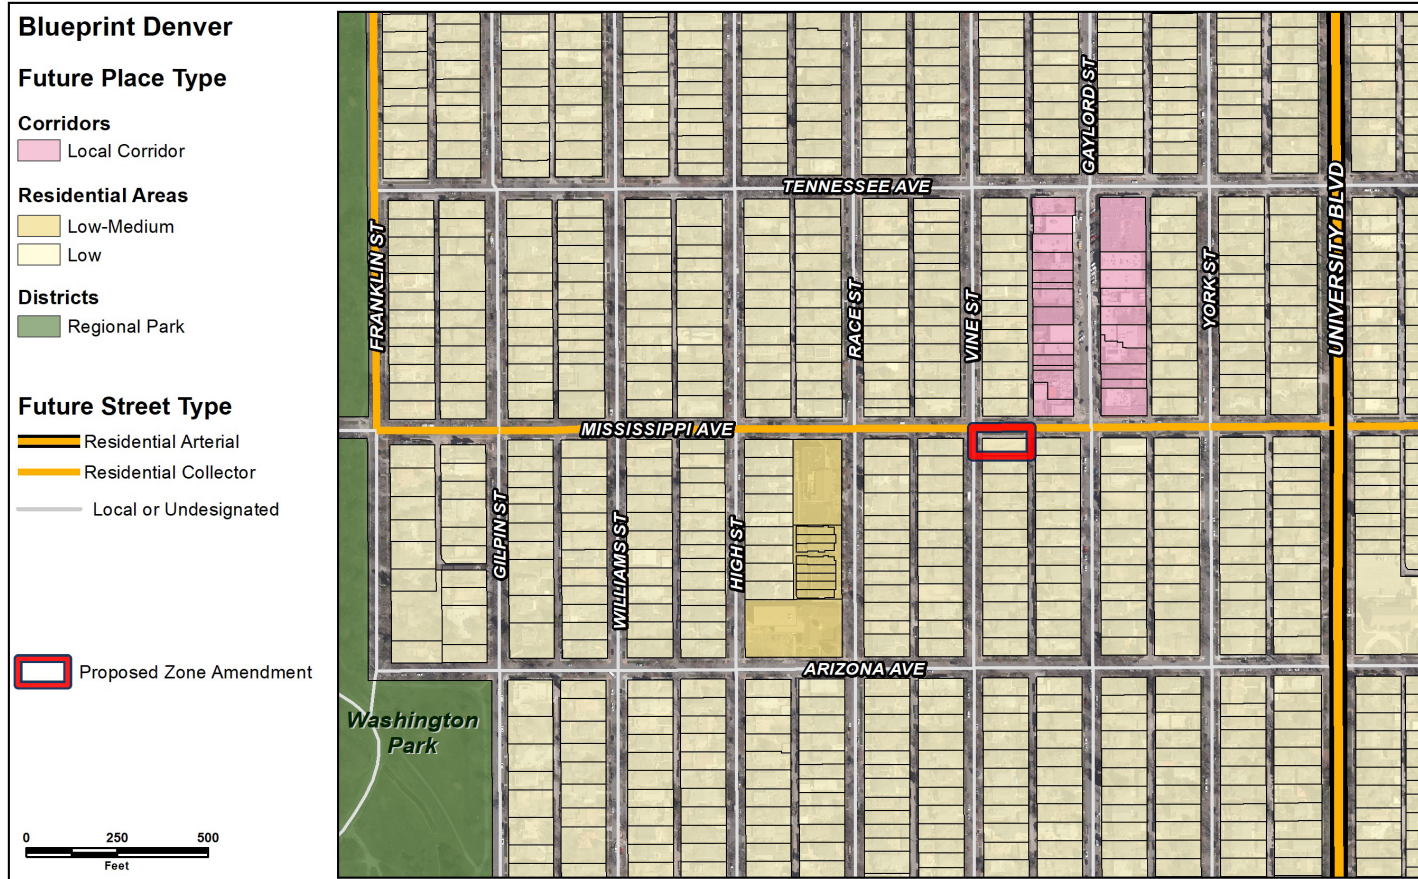 Blueprint Denver
Future Place Type
Corridors
Local Corridor
Residential Areas
Low-Medium
Low
Districts
Regional Park
Future Street Type
Residential Arterial
Residential Collector
Local or Undesignated
Proposed Zone Amendment
0 250 500
Feet
TENNESSEE AVE
GAYLORD ST
FRANKLIN ST
RACE ST
VINE ST
YORK ST
UNIVERSITY BLVD
MISSISSIPPI AVE
GILPIN ST
WILLIAMS ST
HIGH ST
ARIZONA AVE
Washington
Park